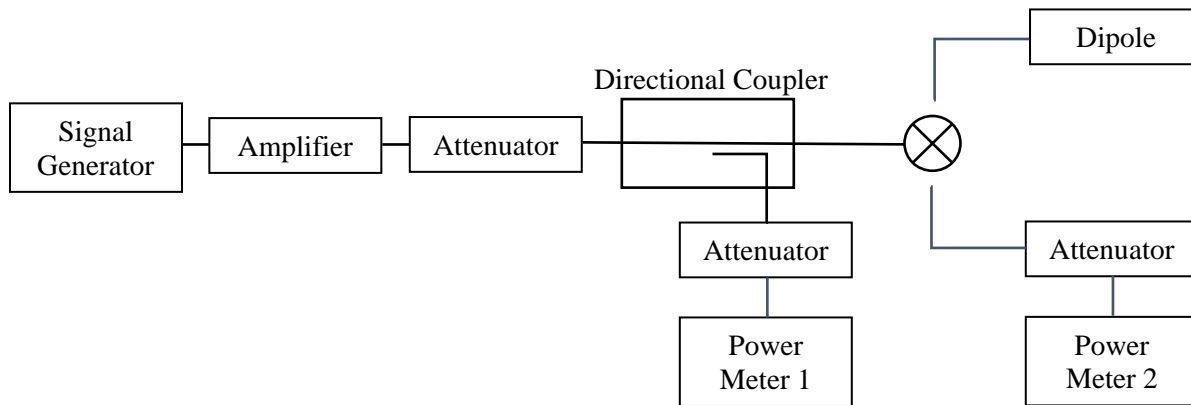 Dipole
Directional Coupler
Signal
Generator
Amplifier
Attenuator
Attenuator
Attenuator
Power
Meter 1
Power
Meter 2